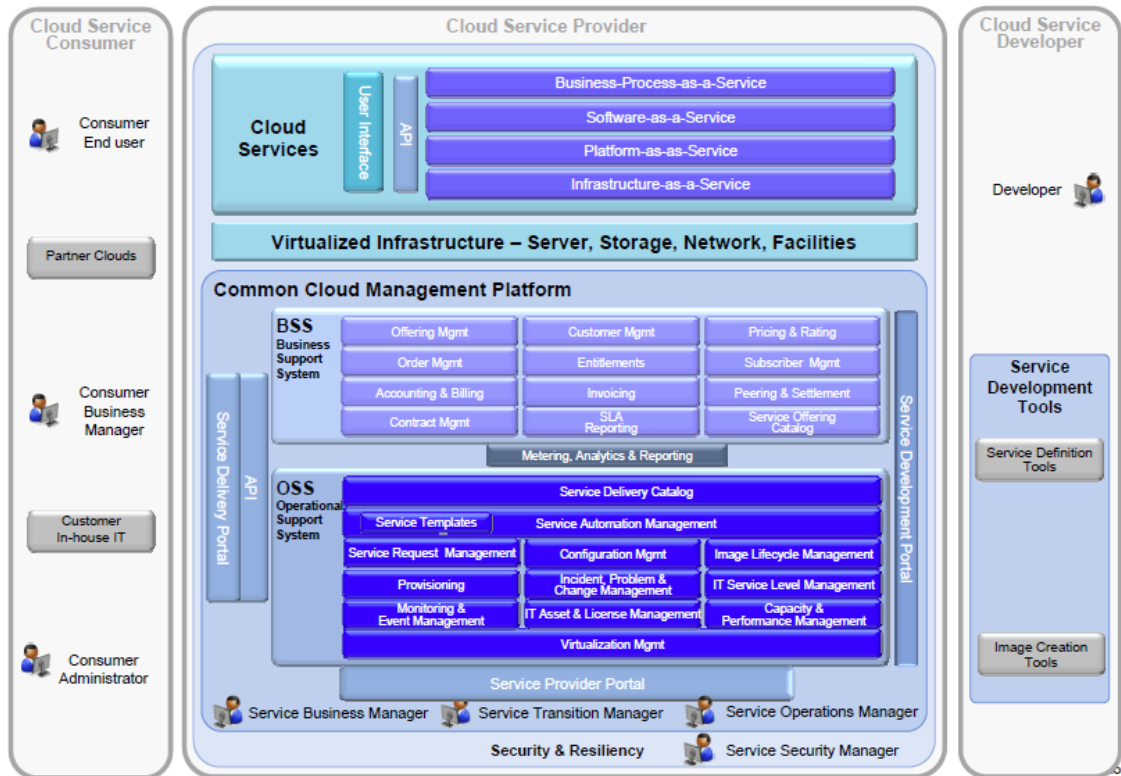 Cloud Service
Consumer
Consumer
End user
Partner Clouds
Consumer
Business
Manager
Customer
In-house IT
Consumer
Administrator
Cloud Service Provider
Cloud
Services
User Interface
API
Business-Process-as-a-Service
Software-as-a-Service
Platform-as-as-Service
Infrastructure-as-a-Service
Virtualized Infrastructure – Server, Storage, Network, Facilities
Common Cloud Management Platform
Service Delivery Portal
API
BSS
Business
Support
System
Offering Mgmt
Customer Mgmt
Pricing & Rating
Order Mgmt
Entitlements
Subscriber Mgmt
Accounting & Billing
Invoicing
Peering & Settlement
Contract Mgmt
SLA
Reporting
Service Offering
Catalog
Metering, Analytics & Reporting
OSS
Operational
Support
System
Service Delivery Catalog
Service Templates
Service Automation Management
Service Request Management
Configuration Mgmt
Image Lifecycle Management
Provisioning
Incident, Problem &
Change Management
IT Service Level Management
Monitoring &
Event Management
IT Asset & License Management
Capacity &
Performance Management
Virtualization Mgmt
Service Development Portal
Service Provider Portal
Service Business Manager
Service Transition Manager
Service Operations Manager
Security & Resiliency
Service Security Manager
Cloud Service
Developer
Developer
Service
Development
Tools
Service Definition
Tools
Image Creation
Tools